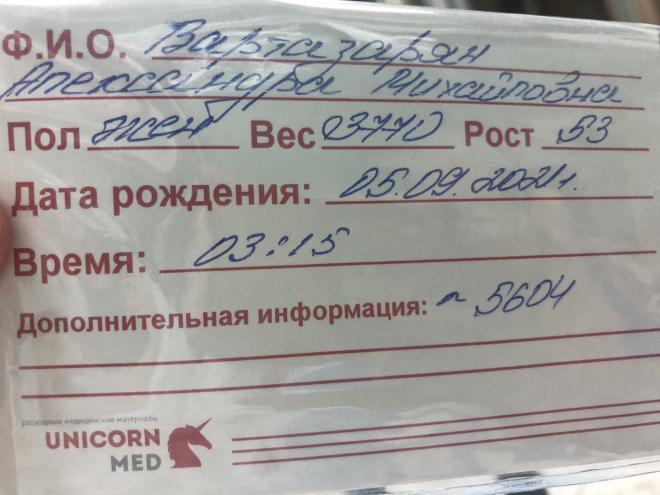 Ф.И.О. Вартазарян
Александра Михайловна
Пол жен Вес 3770 Рост 53
Дата рождения: 05.09.2021г.
Время: 03:15
Дополнительная информация: ~ 5604
расходные медицинские материалы
UNICORN
MED